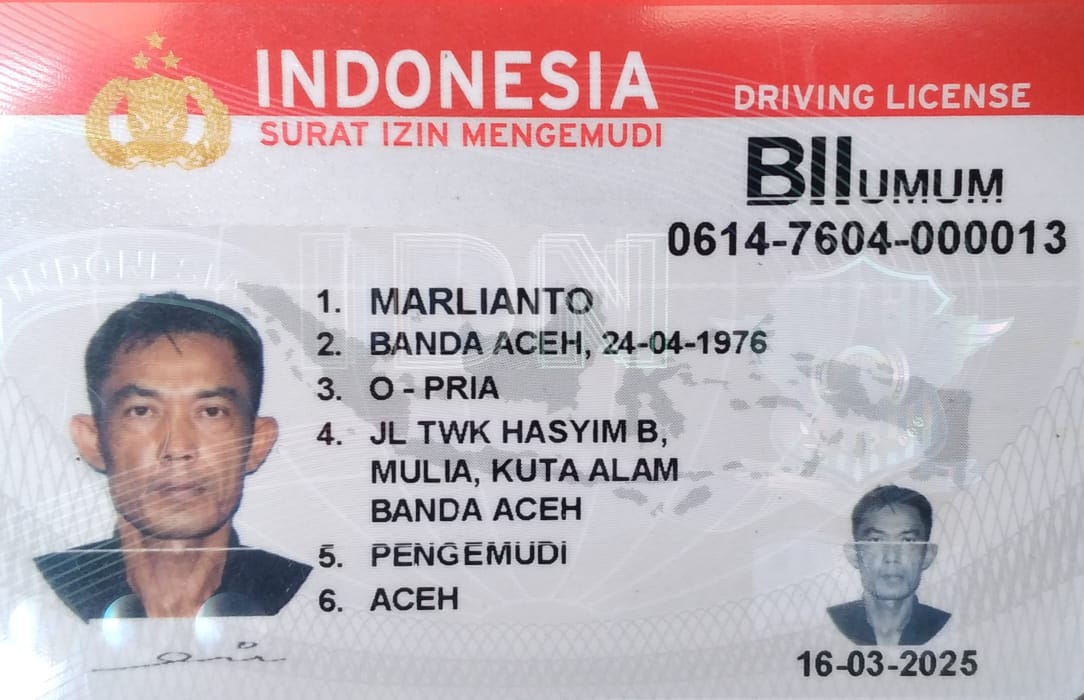 INDONESIA
SURAT IZIN MENGEMUDI
DRIVING LICENSE
BII UMUM
0614-7604-000013
INDONESIA
1. MARLIANTO
2. BANDA ACEH, 24-04-1976
3. O - PRIA
4. JL TWK HASYIM B,
MULIA, KUTA ALAM
BANDA ACEH
5. PENGEMUDI
6. ACEH
16-03-2025